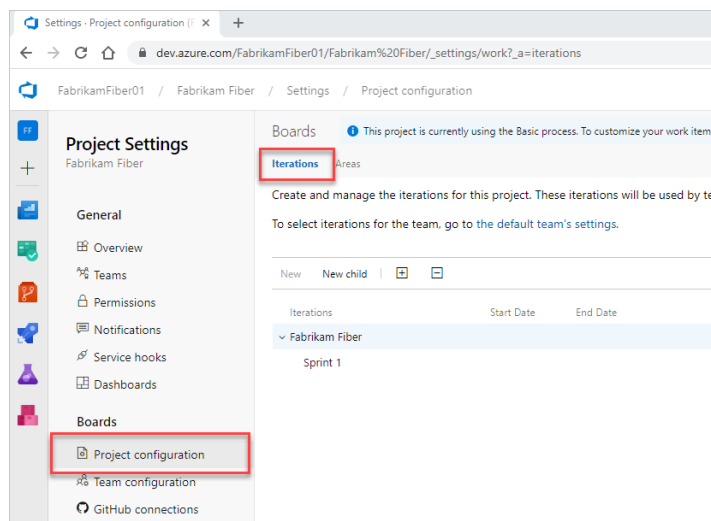 Settings · Project configuration (F
dev.azure.com/FabrikamFiber01/Fabrikam%20Fiber/_settings/work?_a=iterations
FabrikamFiber01 / Fabrikam Fiber / Settings / Project configuration
FF
Project Settings
Fabrikam Fiber
General
Overview
Teams
Permissions
Notifications
Service hooks
Dashboards
Boards
Project configuration
Team configuration
GitHub connections
Boards
This project is currently using the Basic process. To customize your work item
Iterations Areas
Create and manage the iterations for this project. These iterations will be used by te
To select iterations for the team, go to the default team's settings.
New New child
Iterations Start Date End Date
Fabrikam Fiber
Sprint 1